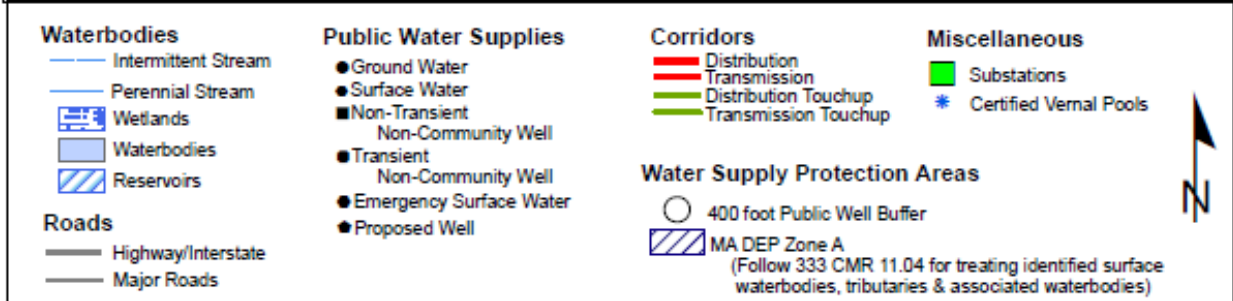 Waterbodies
Intermittent Stream
Perennial Stream
Wetlands
Waterbodies
Reservoirs
Roads
Highway/Interstate
Major Roads
Public Water Supplies
Ground Water
Surface Water
Non-Transient
Non-Community Well
Transient
Non-Community Well
Emergency Surface Water
Proposed Well
Corridors
Distribution
Transmission
Distribution Touchup
Transmission Touchup
Miscellaneous
Substations
Certified Vernal Pools
Water Supply Protection Areas
400 foot Public Well Buffer
MA DEP Zone A
(Follow 333 CMR 11.04 for treating identified surface
waterbodies, tributaries & associated waterbodies)
N